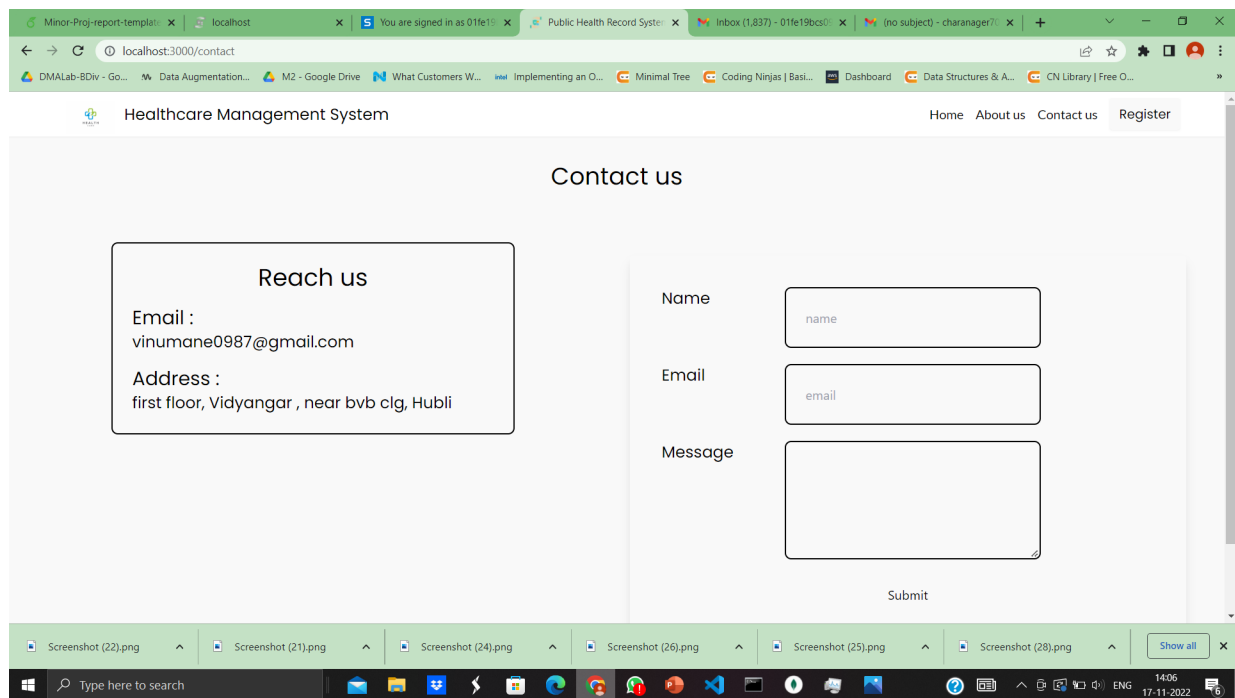 Minor-Proj-report-template
localhost
You are signed in as 01fe19
Public Health Record System
Inbox (1,837) - 01fe19bcs0
(no subject) - charanager70
localhost:3000/contact
DMALab-BDiv - Go...
Data Augmentation...
M2 - Google Drive
What Customers W...
intel
Implementing an O...
Minimal Tree
Coding Ninjas | Basi...
aws
Dashboard
Data Structures & A...
CN Library | Free O...
»
HEALTH
Healthcare Management System
Home About us Contact us Register
Contact us
Reach us
Email :
vinumane0987@gmail.com
Address :
first floor, Vidyangar , near bvb clg, Hubli
Name
name
Email
email
Message
Submit
Screenshot (22).png
Screenshot (21).png
Screenshot (24).png
Screenshot (26).png
Screenshot (25).png
Screenshot (28).png
Show all
Type here to search
ENG
14:06
17-11-2022
6